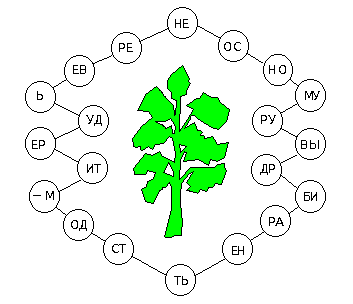 НЕ
ОС
НО
МУ
РУ
ВЫ
ДР
БИ
РА
ЕН
ТЬ
СТ
ОД
– М
ИТ
ЕР
УД
Ь
ЕВ
РЕ